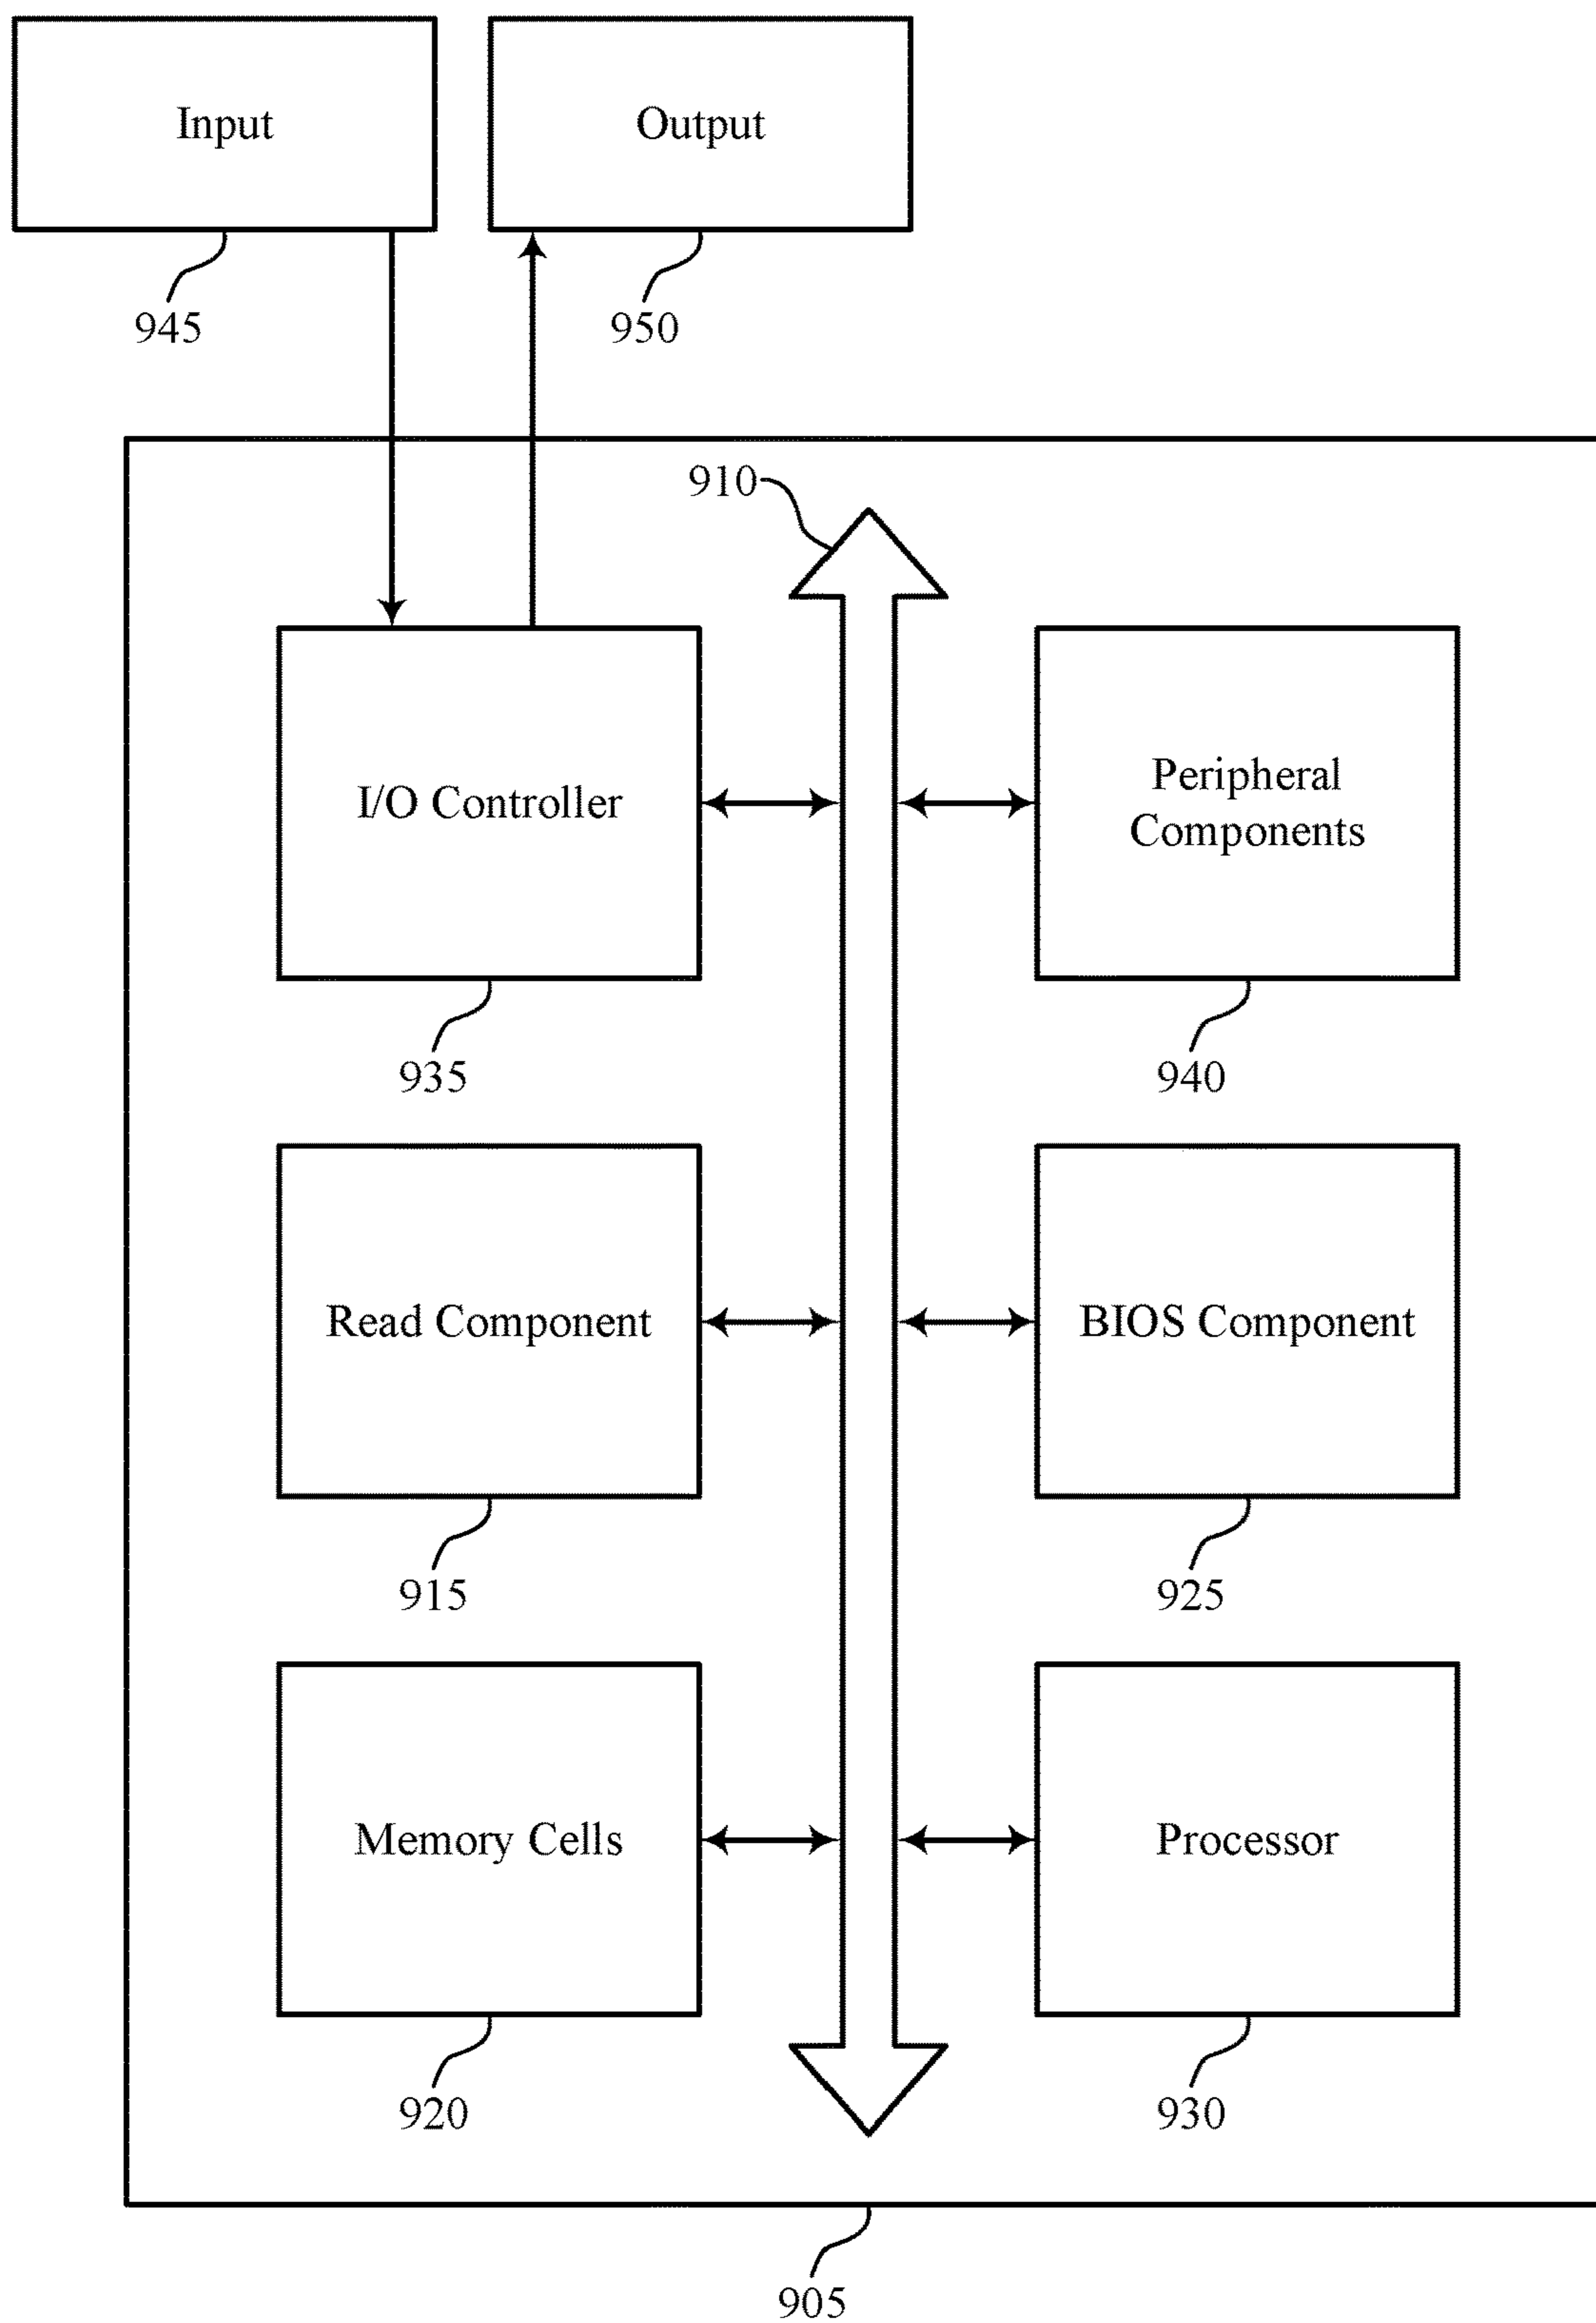 Input
Output
945
950
910
I/O Controller
Peripheral
Components
935
940
Read Component
BIOS Component
915
925
Memory Cells
Processor
920
930
905